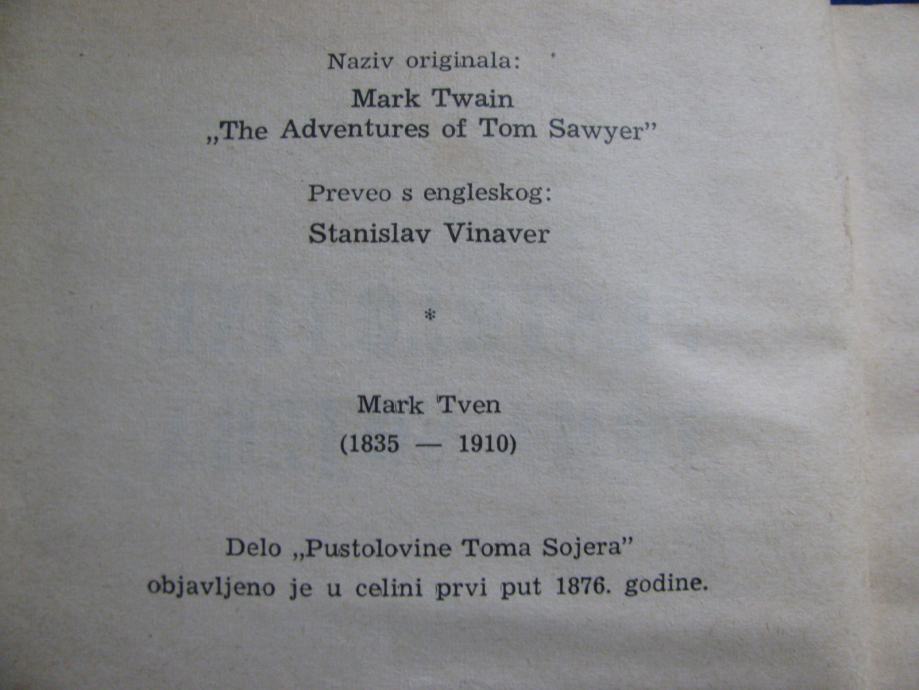 Naziv originala:
Mark Twain
„The Adventures of Tom Sawyer”
Preveo s engleskog:
Stanislav Vinaver
*
Mark Tven
(1835 — 1910)
Delo „Pustolovine Toma Sojera”
objavljeno je u celini prvi put 1876. godine.